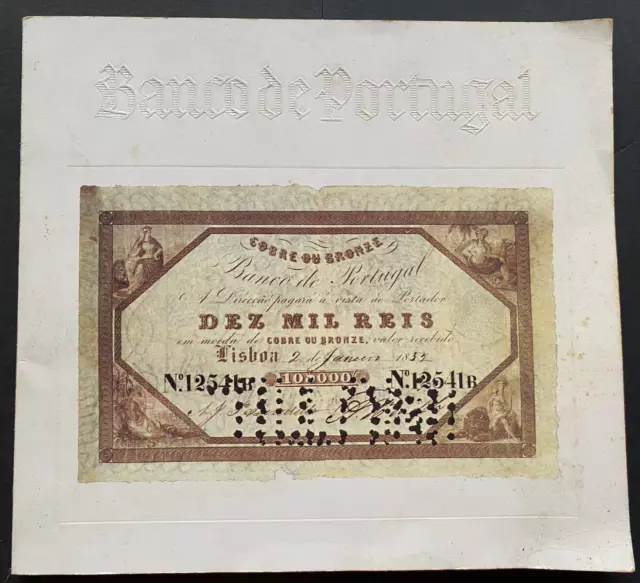 Banco de Portugal
COBRE OU BRONZE
Banco de Portugal
A Direcção pagará á vista ao Portador
DEZ MIL REIS
em moeda de COBRE OU BRONZE, valor recebido
Lisboa 2 de Janeiro
Nº.12541B 10$000 Nº.12541B